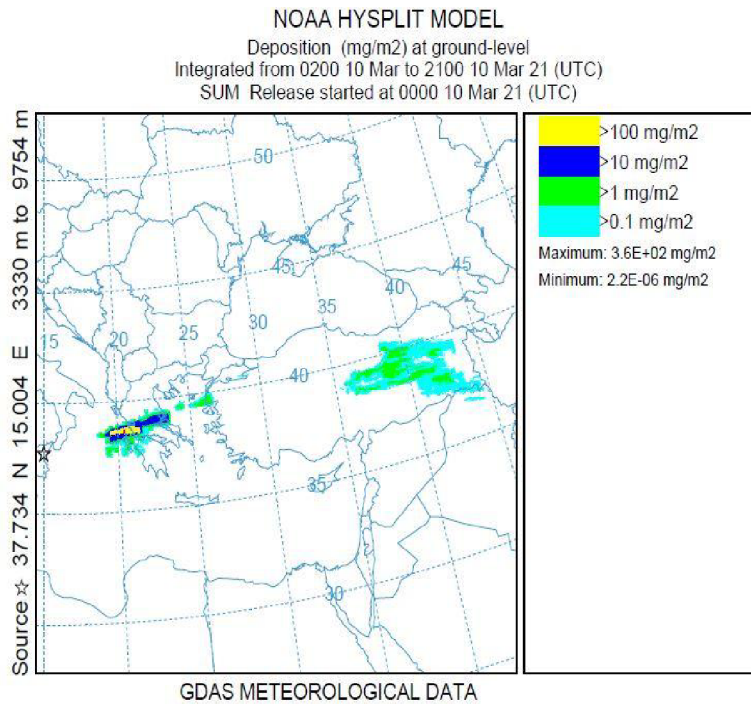 NOAA HYSPLIT MODEL
Deposition (mg/m2) at ground-level
Integrated from 0200 10 Mar to 2100 10 Mar 21 (UTC)
SUM Release started at 0000 10 Mar 21 (UTC)
Source ☆ 37.734 N 15.004 E 3330 m to 9754 m
50
45
40
45
35
30
25
20
15
40
35
30
>100 mg/m2
>10 mg/m2
>1 mg/m2
>0.1 mg/m2
Maximum: 3.6E+02 mg/m2
Minimum: 2.2E-06 mg/m2
GDAS METEOROLOGICAL DATA